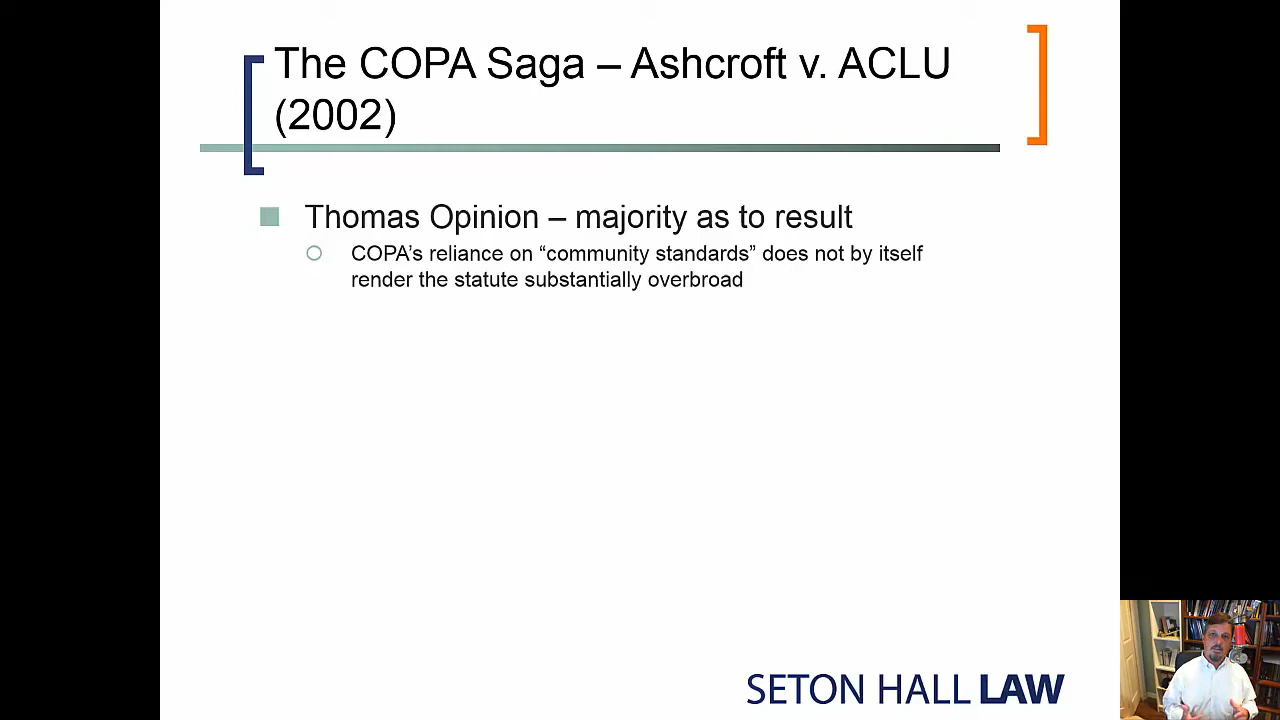 The COPA Saga – Ashcroft v. ACLU
(2002)
Thomas Opinion – majority as to result
COPA’s reliance on “community standards” does not by itself
render the statute substantially overbroad
SETON HALL LAW